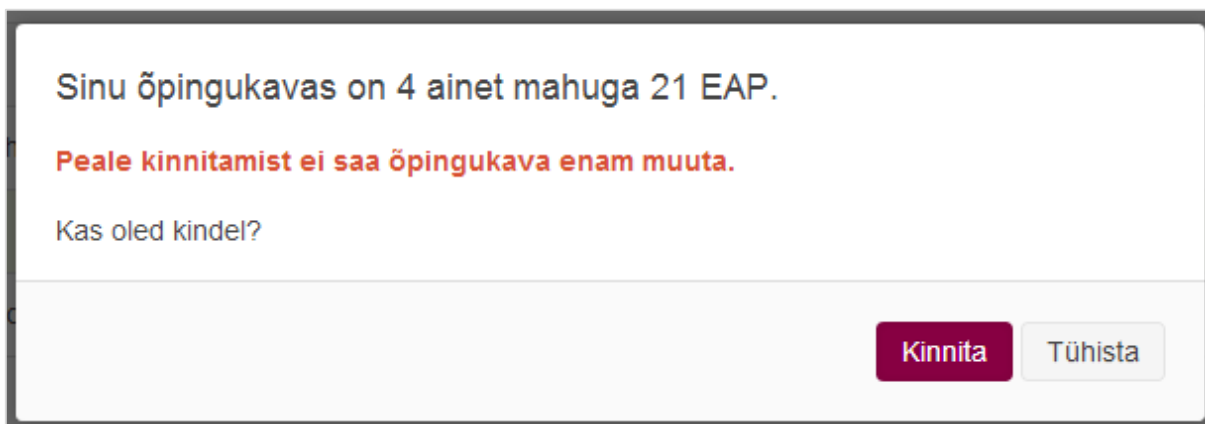 Sinu õpingukavas on 4 ainet mahuga 21 EAP.
Peale kinnitamist ei saa õpingukava enam muuta.
Kas oled kindel?
Kinnita Tühista